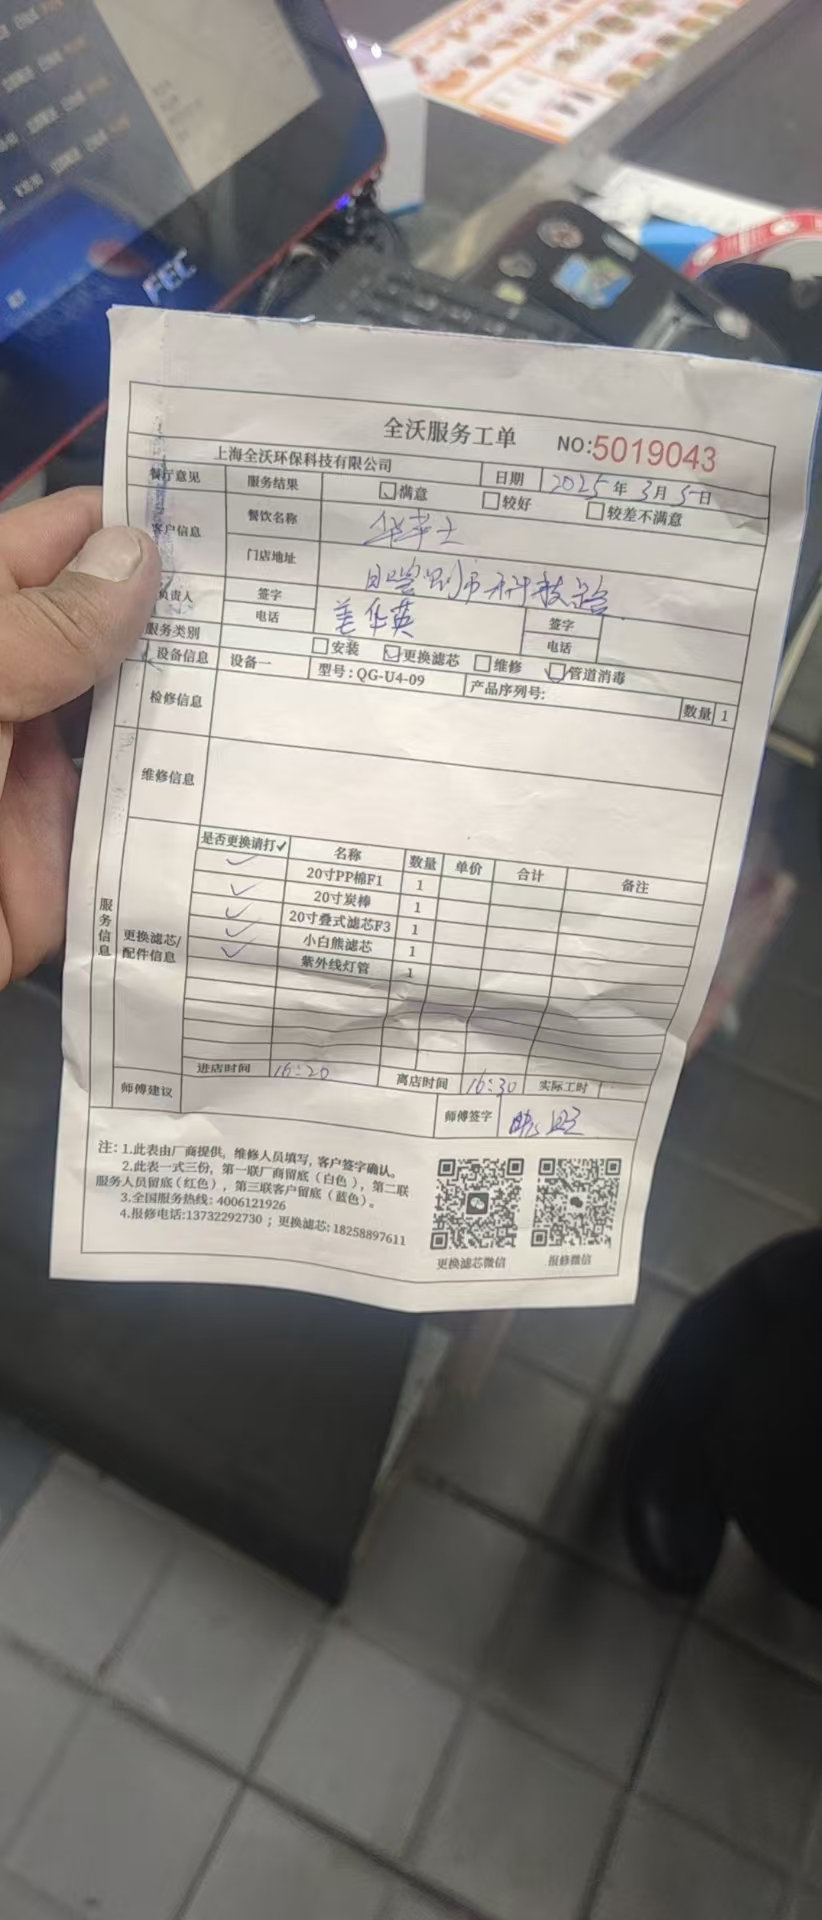 FEC
全沃服务工单 NO:5019043
上海全沃环保科技有限公司 日期 2025年3月5日
餐厅意见 服务结果 满意 较好 较差不满意
客户信息 餐饮名称 华莱士
门店地址 科技
负责人 签字 姜华英 签字
电话 电话
服务类别 安装 更换滤芯 维修 管道消毒
设备信息 设备一 型号:QG-U4-09 产品序列号: 数量 1
检修信息
维修信息
服务信息
更换滤芯/配件信息
是否更换请打✓ 名称 数量 单价 合计 备注
✓ 20寸PP棉F1 1
✓ 20寸炭棒 1
✓ 20寸叠式滤芯F3 1
✓ 小白熊滤芯 1
✓ 紫外线灯管 1
进店时间 16:20 离店时间 16:30 实际工时
师傅建议 师傅签字
注: 1.此表由厂商提供, 维修人员填写, 客户签字确认。
2.此表一式三份, 第一联厂商留底(白色), 第二联
服务人员留底(红色), 第三联客户留底(蓝色)。
3.全国服务热线: 4006121926
4.报修电话:13732292730 ; 更换滤芯: 18258897611
更换滤芯微信 报修微信